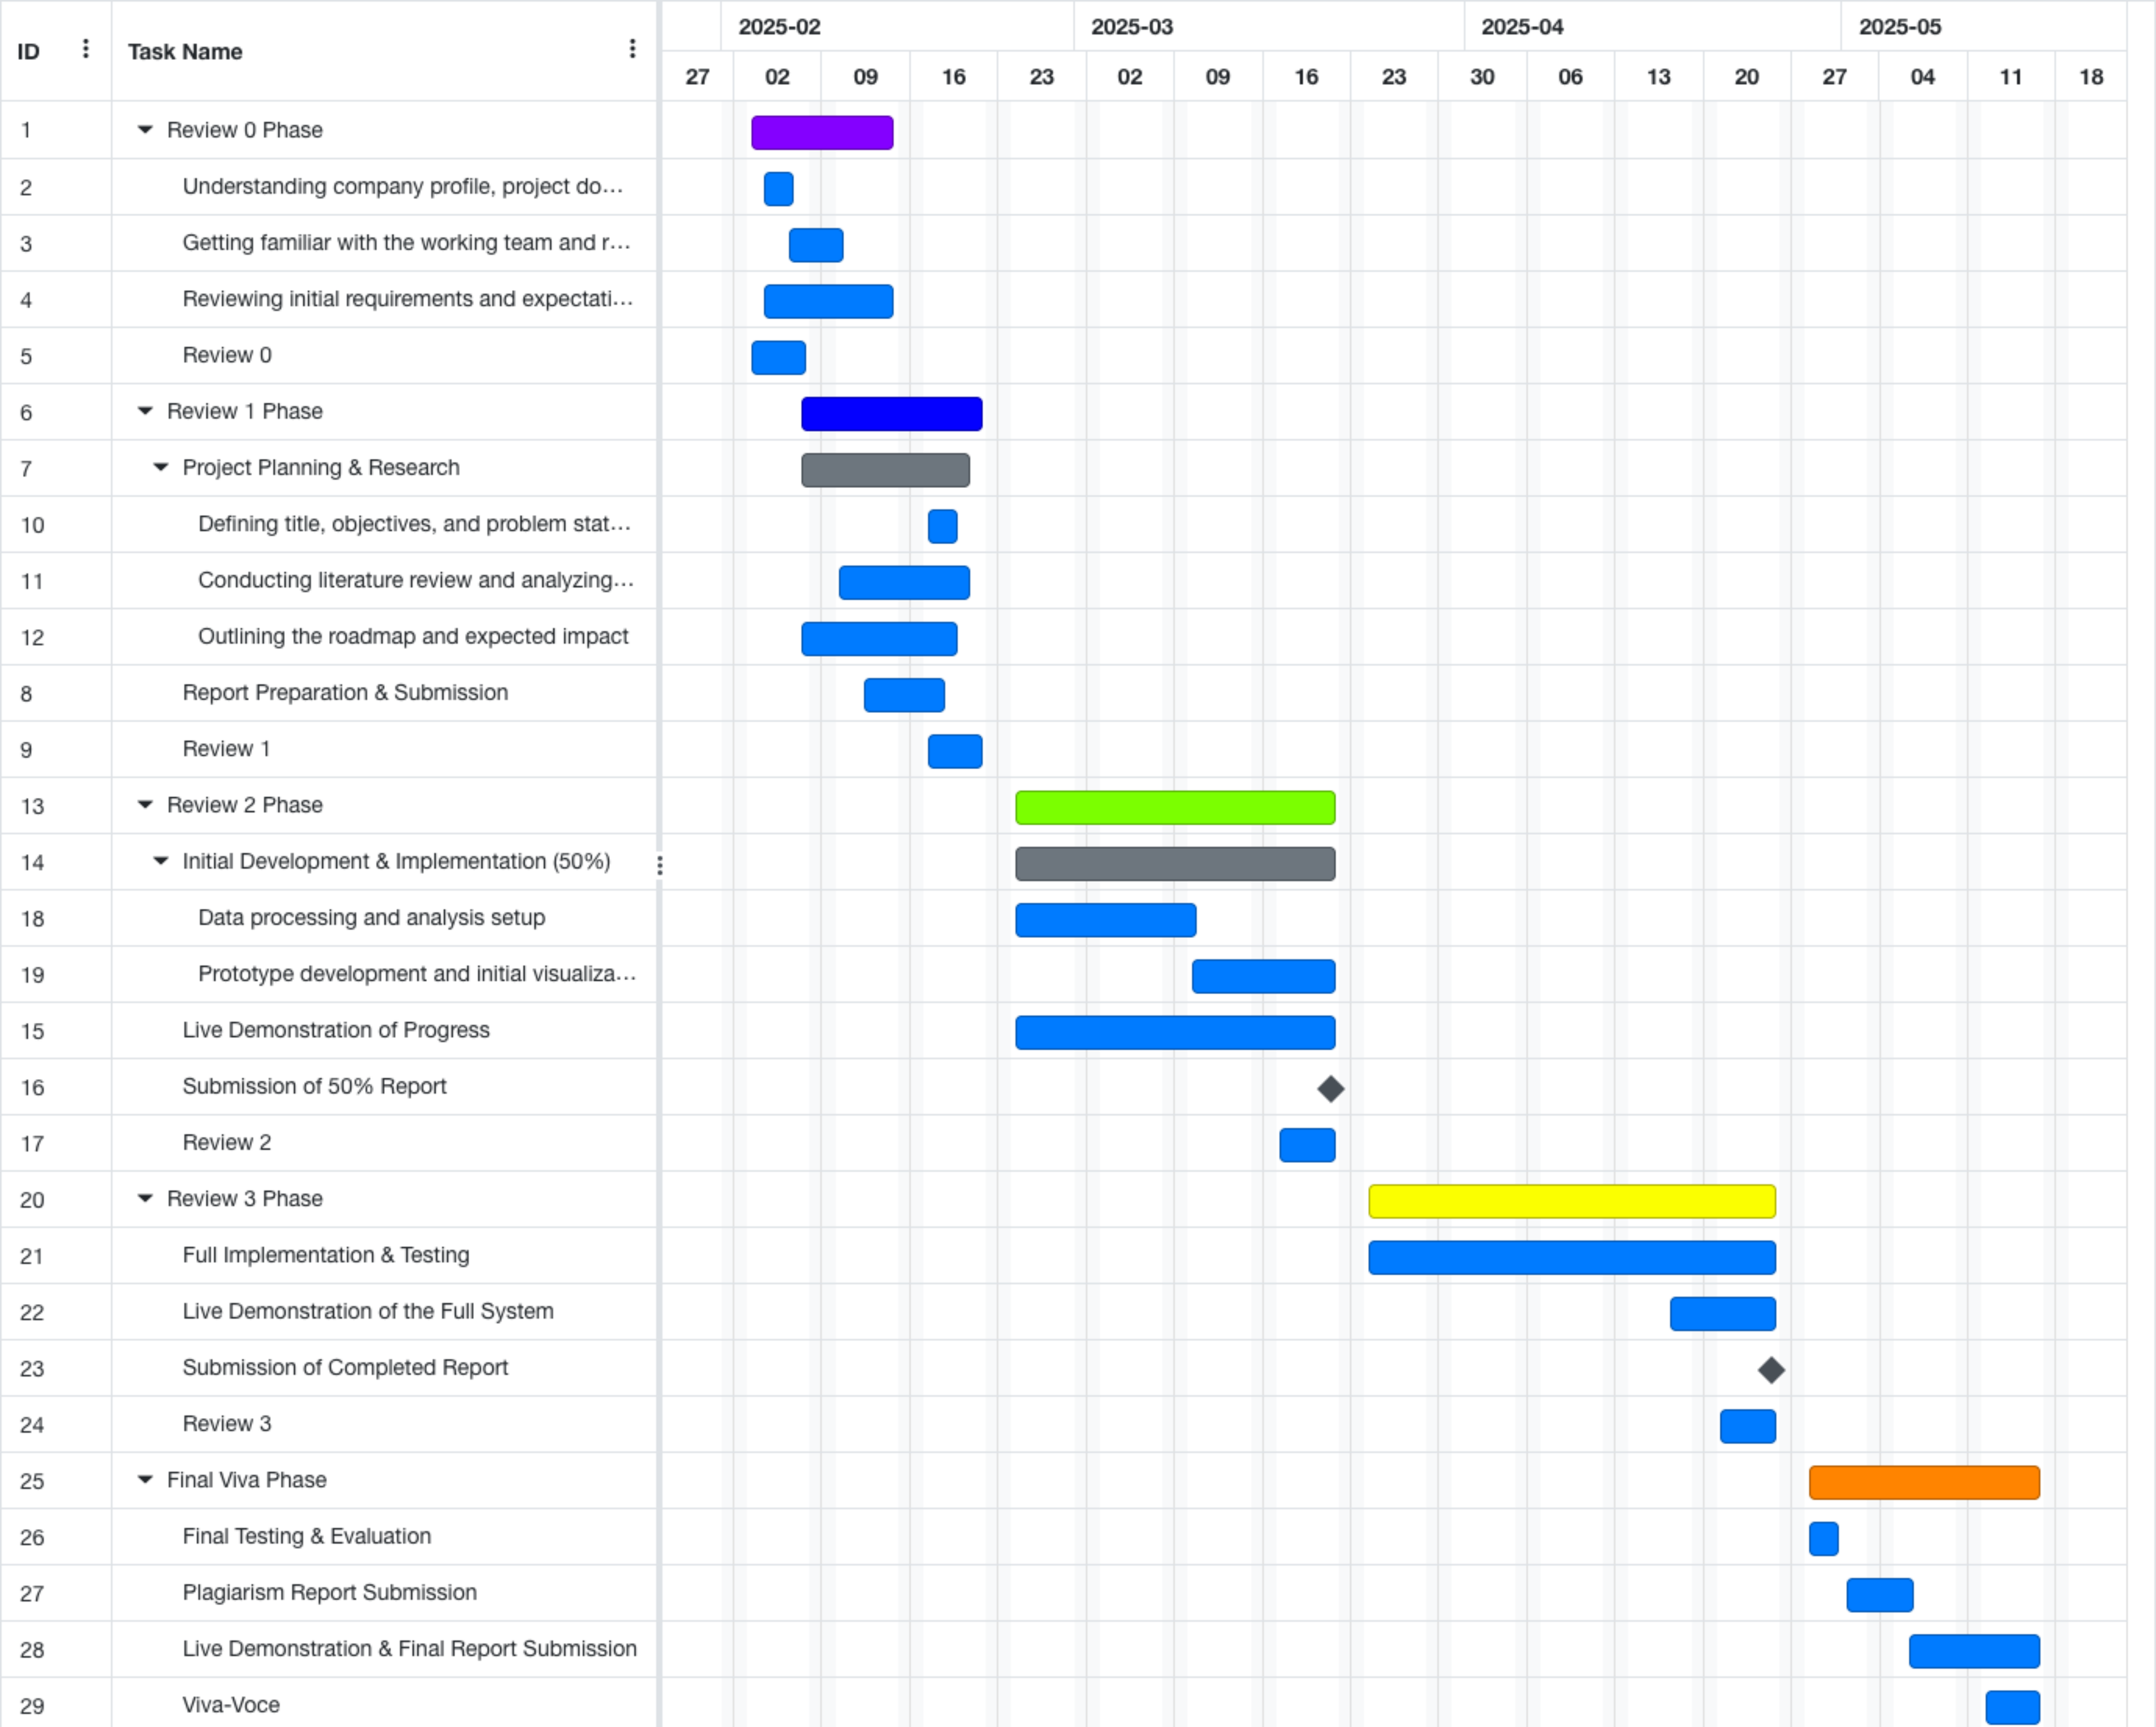 ID Task Name 2025-02 2025-03 2025-04 2025-05
27 02 09 16 23 02 09 16 23 30 06 13 20 27 04 11 18
1 Review 0 Phase
2 Understanding company profile, project do...
3 Getting familiar with the working team and r...
4 Reviewing initial requirements and expectati...
5 Review 0
6 Review 1 Phase
7 Project Planning & Research
10 Defining title, objectives, and problem stat...
11 Conducting literature review and analyzing...
12 Outlining the roadmap and expected impact
8 Report Preparation & Submission
9 Review 1
13 Review 2 Phase
14 Initial Development & Implementation (50%)
18 Data processing and analysis setup
19 Prototype development and initial visualiza...
15 Live Demonstration of Progress
16 Submission of 50% Report
17 Review 2
20 Review 3 Phase
21 Full Implementation & Testing
22 Live Demonstration of the Full System
23 Submission of Completed Report
24 Review 3
25 Final Viva Phase
26 Final Testing & Evaluation
27 Plagiarism Report Submission
28 Live Demonstration & Final Report Submission
29 Viva-Voce